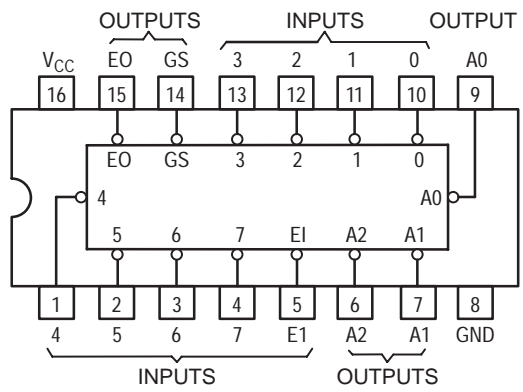 OUTPUTS INPUTS OUTPUT
VCC EO GS 3 2 1 0 A0
16 15 14 13 12 11 10 9
EO GS 3 2 1 0
4 A0
5 6 7 EI A2 A1
1 2 3 4 5 6 7 8
4 5 6 7 E1 A2 A1 GND
INPUTS OUTPUTS